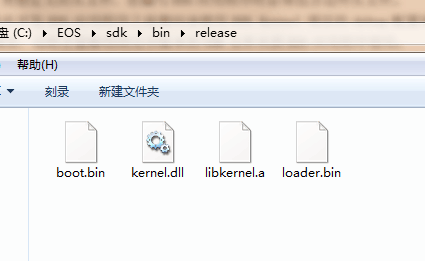 盘 (C:) ▸ EOS ▸ sdk ▸ bin ▸ release
帮助(H)
刻录 新建文件夹
boot.bin kernel.dll libkernel.a loader.bin